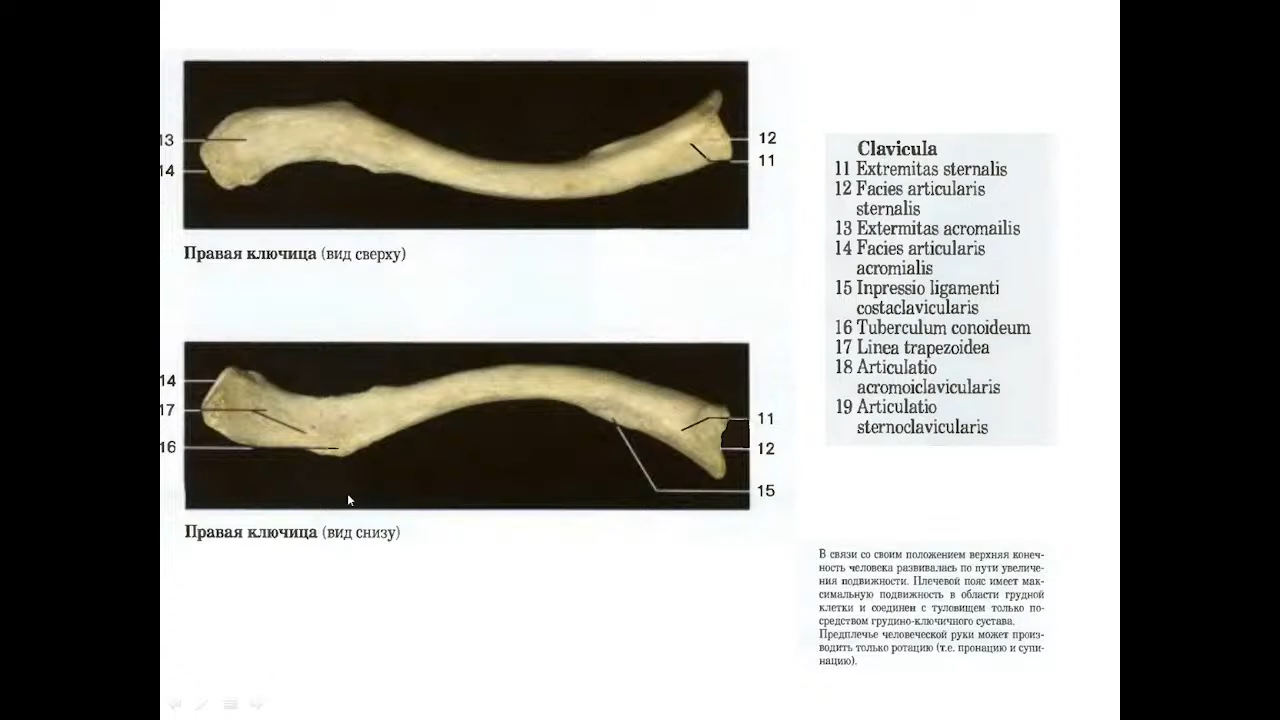 13
14
12
11
Правая ключица (вид сверху)
14
17
16
11
12
15
Правая ключица (вид снизу)
Clavicula
11 Extremitas sternalis
12 Facies articularis
sternalis
13 Extermitas acromailis
14 Facies articularis
acromialis
15 Inpressio ligamenti
costaclavicularis
16 Tuberculum conoideum
17 Linea trapezoidea
18 Articulatio
acromoiclavicularis
19 Articulatio
sternoclavicularis
В связи со своим положением верхняя конеч-
ность человека развивалась по пути увеличе-
ния подвижности. Плечевой пояс имеет мак-
симальную подвижность в области грудной
клетки и соединен с туловищем только по-
средством грудино-ключичного сустава.
Предплечье человеческой руки может произ-
водить только ротацию (т.е. пронацию и супи-
нацию).